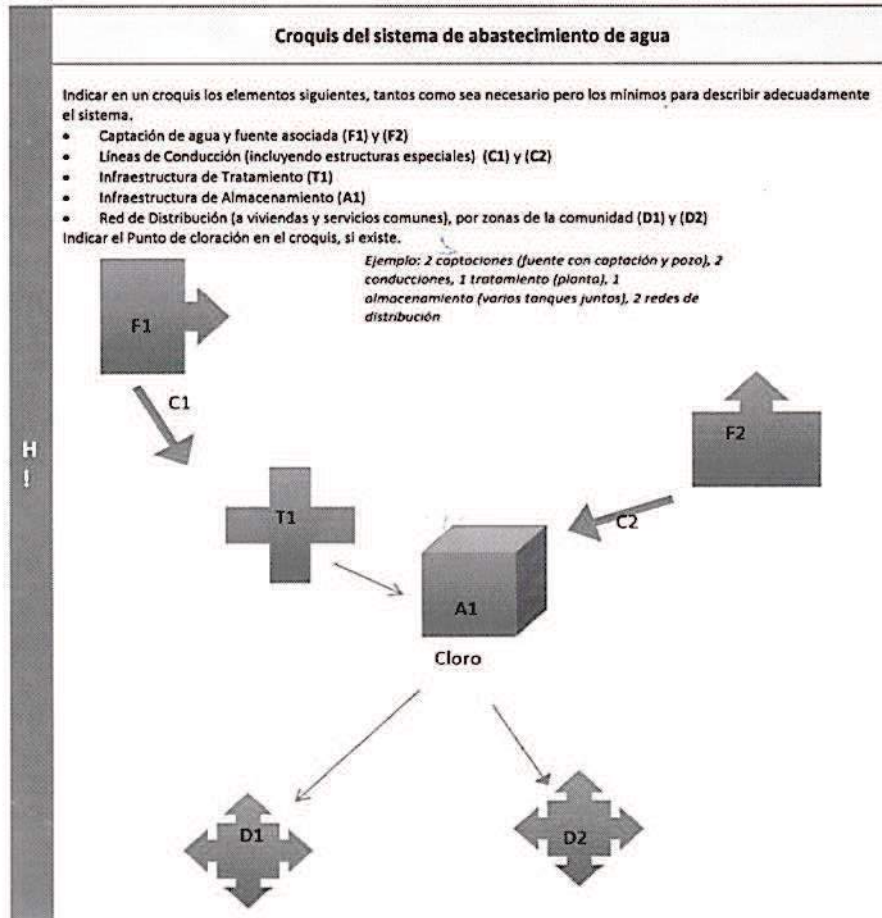 Croquis del sistema de abastecimiento de agua
Indicar en un croquis los elementos siguientes, tantos como sea necesario pero los mínimos para describir adecuadamente
el sistema.
• Captación de agua y fuente asociada (F1) y (F2)
• Líneas de Conducción (incluyendo estructuras especiales) (C1) y (C2)
• Infraestructura de Tratamiento (T1)
• Infraestructura de Almacenamiento (A1)
• Red de Distribución (a viviendas y servicios comunes), por zonas de la comunidad (D1) y (D2)
Indicar el Punto de cloración en el croquis, si existe.
Ejemplo: 2 captaciones (fuente con captación y pozo), 2
conducciones, 1 tratamiento (planta), 1
almacenamiento (varios tanques juntos), 2 redes de
distribución
F1
C1
F2
H
I
T1
C2
A1
Cloro
D1
D2